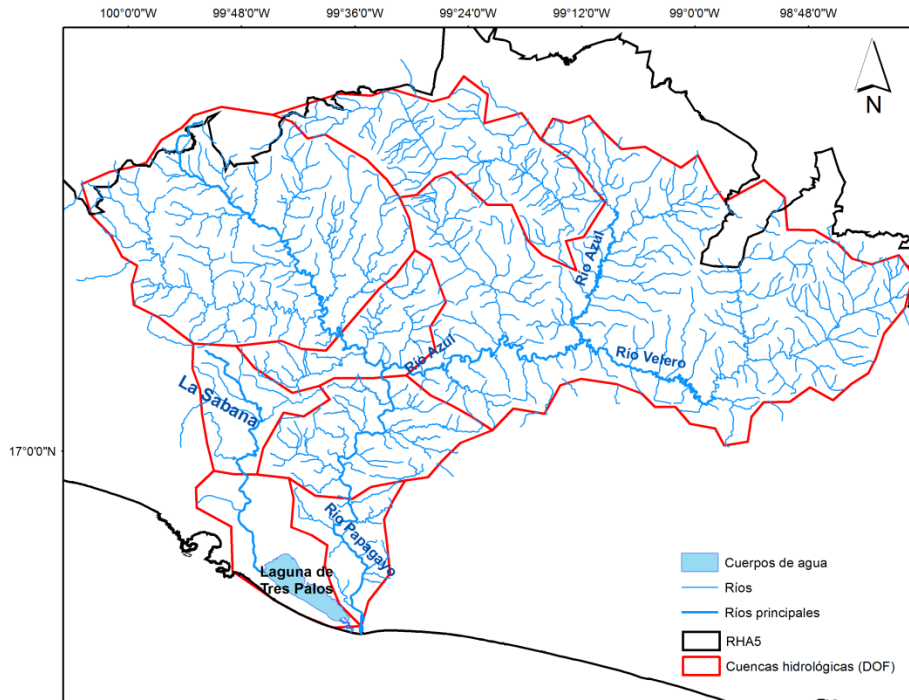 100°0'0"W
99°48'0"W
99°36'0"W
99°24'0"W
99°12'0"W
99°0'0"W
98°48'0"W
N
Río Azul
Río Azul
Río Velero
La Sabana
17°0'0"N
Río Papagayo
Laguna de
Tres Palos
Cuerpos de agua
Ríos
Ríos principales
RHA5
Cuencas hidrológicas (DOF)